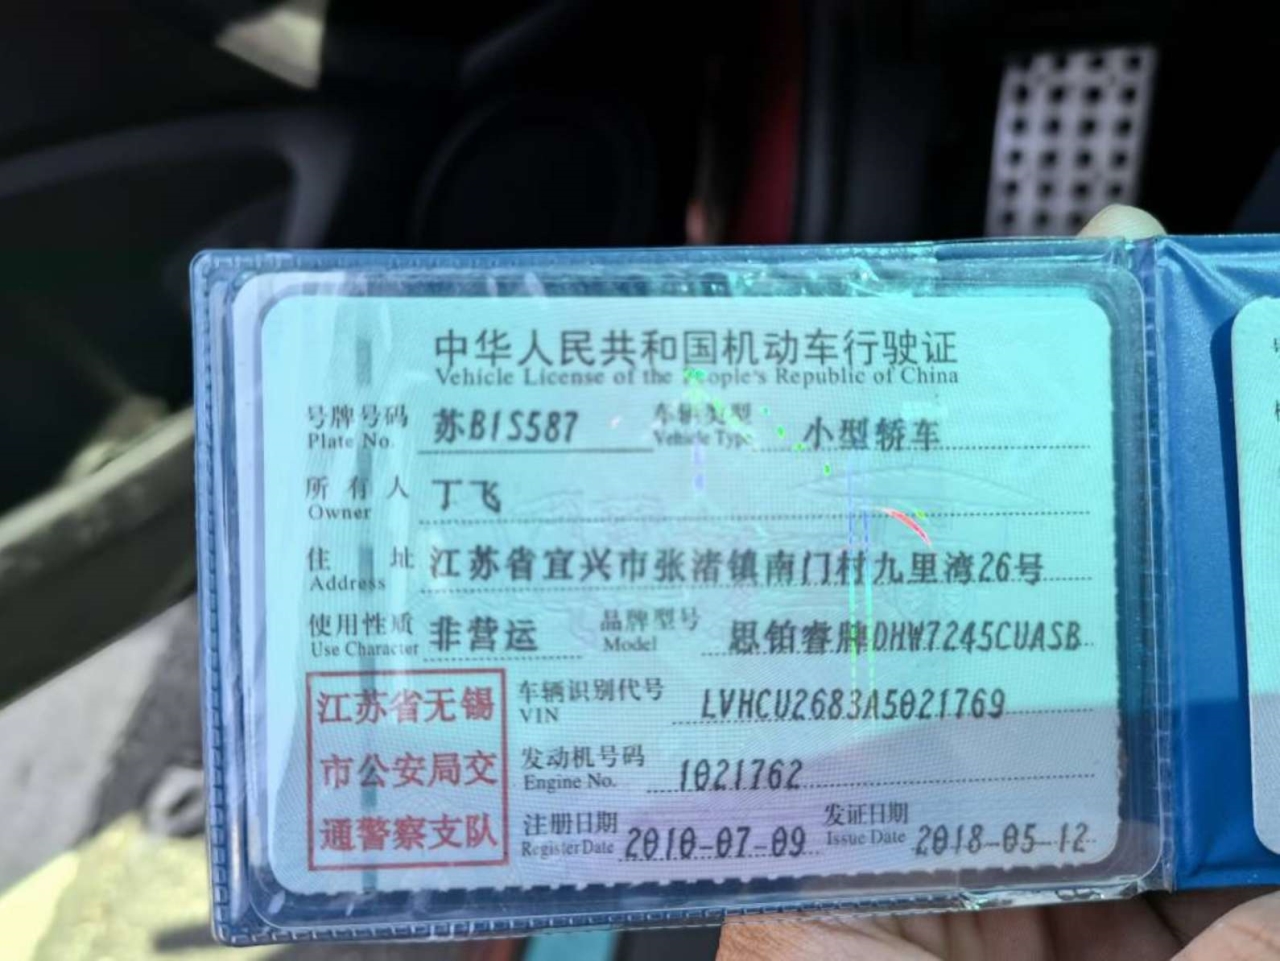 中华人民共和国机动车行驶证
Vehicle License of the People's Republic of China
号牌号码 苏B1S587 车辆类型 小型轿车
Plate No. Vehicle Type
所有人 丁飞
Owner
住址 江苏省宜兴市张渚镇南门村九里湾26号
Address
使用性质 非营运 品牌型号 思铂睿牌DHW7245CUASB
Use Character Model
江苏省无锡
市公安局交
通警察支队
车辆识别代号 LVHCU2683A5021769
VIN
发动机号码 1021762
Engine No.
注册日期 2010-07-09 发证日期 2018-05-12
Register Date Issue Date